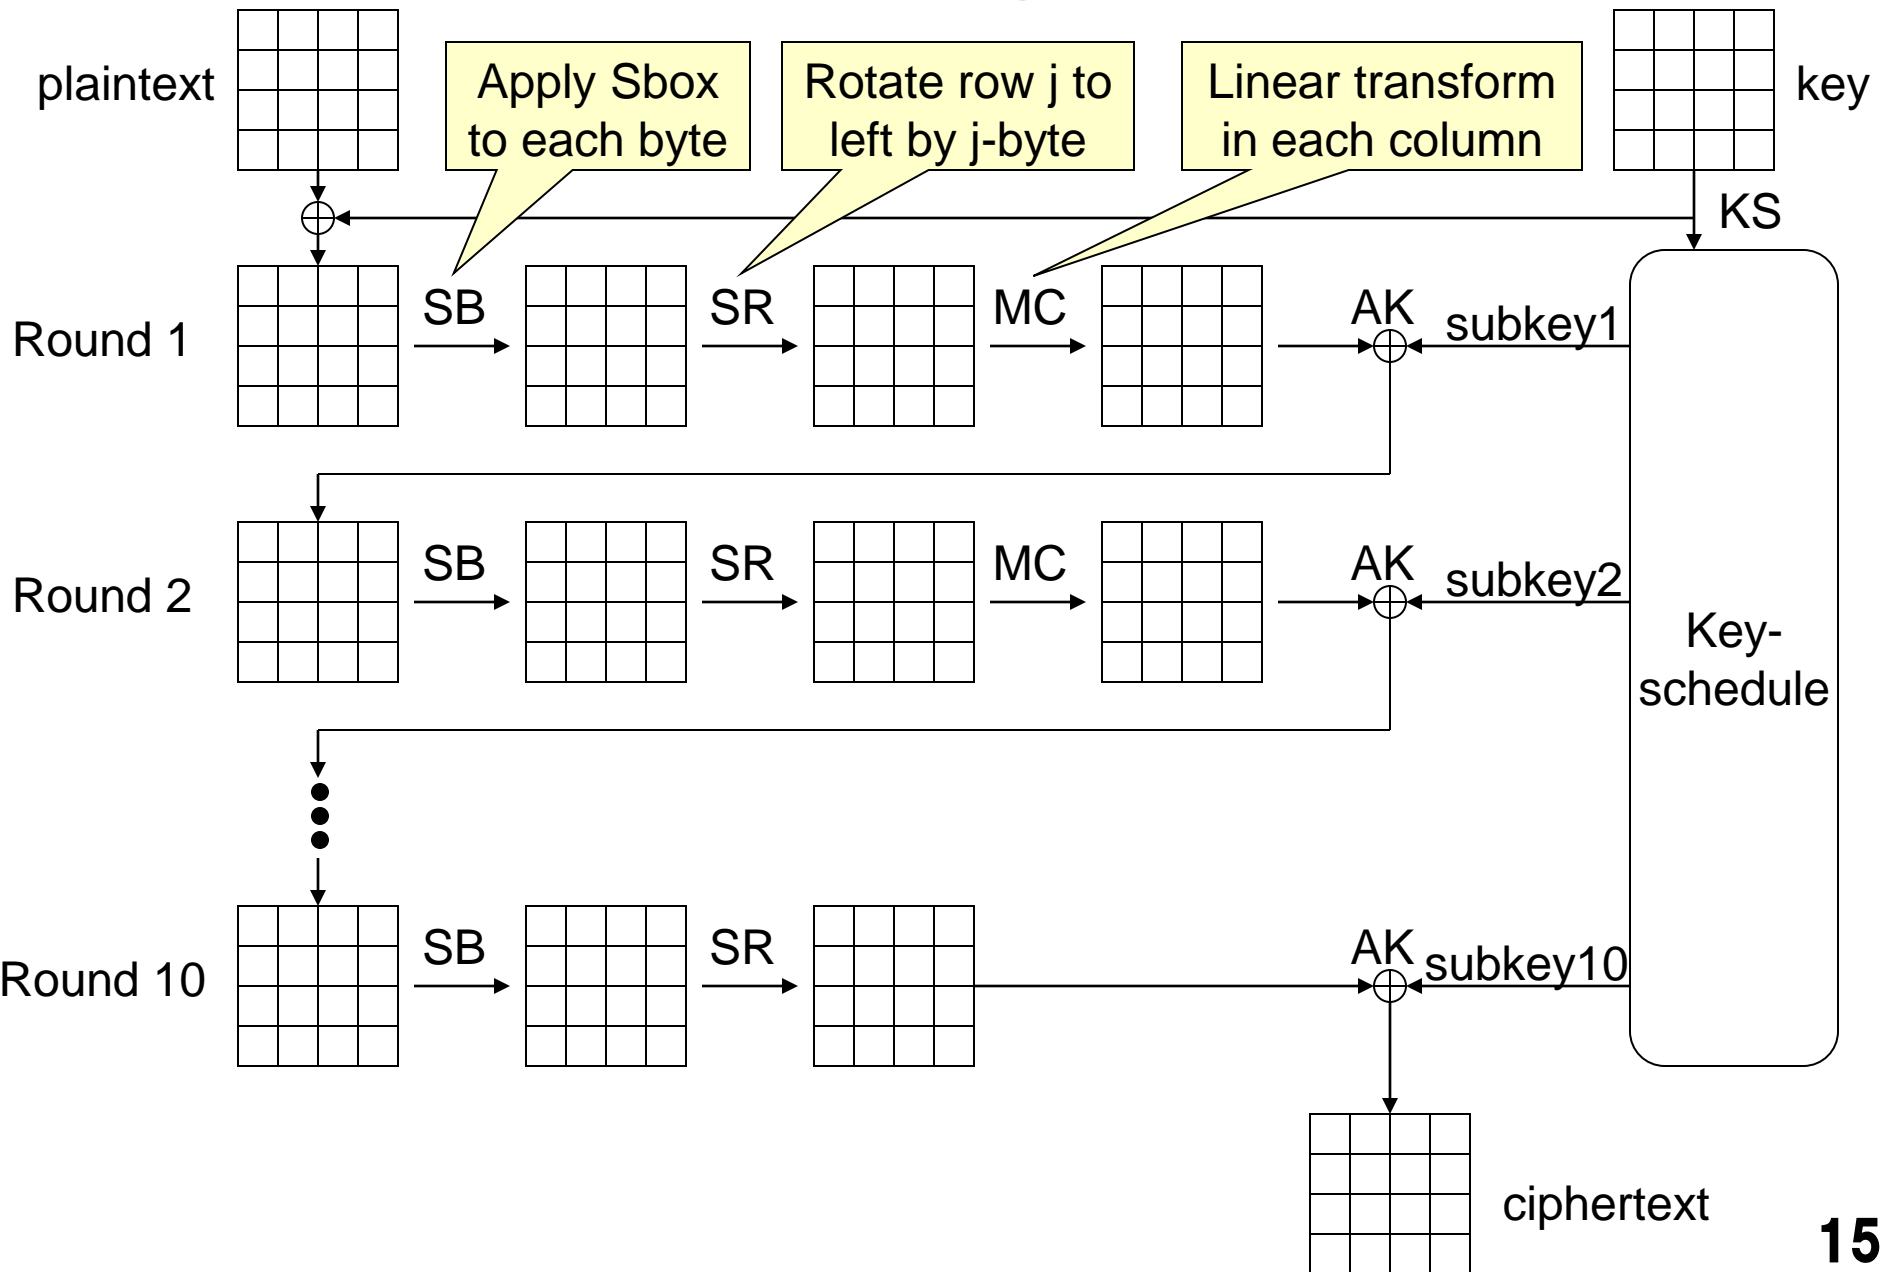 plaintext
Apply Sbox
to each byte
Rotate row j to
left by j-byte
Linear transform
in each column
key
KS
Round 1
SB
SR
MC
AK
subkey1
Round 2
SB
SR
MC
AK
subkey2
Key-
schedule
Round 10
SB
SR
AK
subkey10
ciphertext
15